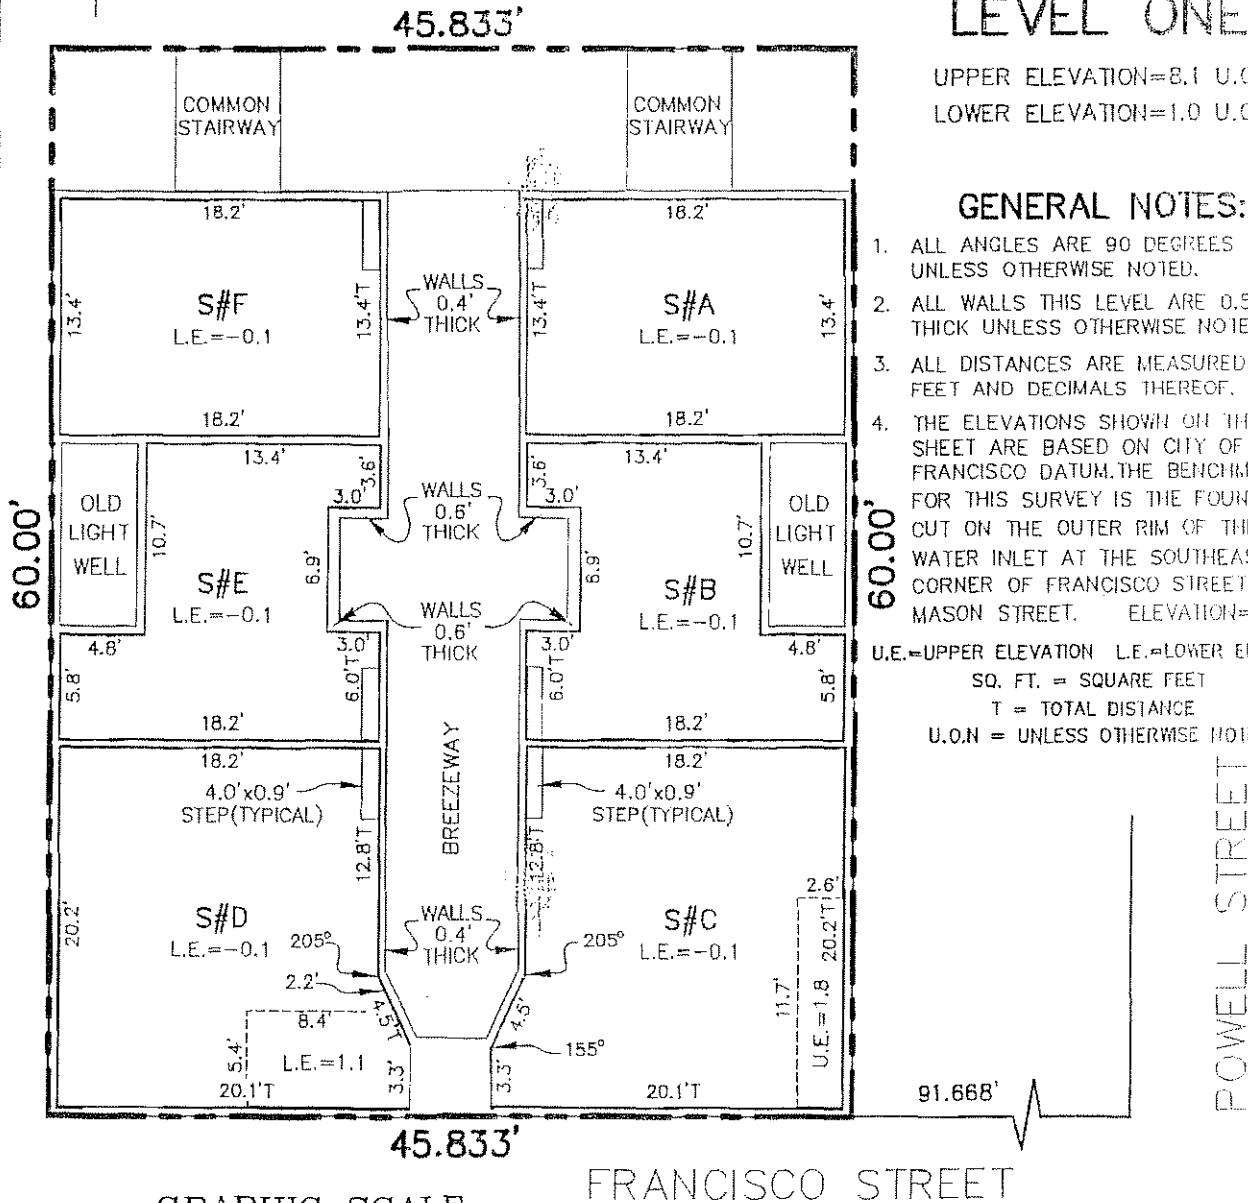 45.833'
LEVEL ONE
UPPER ELEVATION=8.1
LOWER ELEVATION=1.0
COMMON
STAIRWAY
COMMON
STAIRWAY
GENERAL NOTES:
1. ALL ANGLES ARE 90 DEGREES
UNLESS OTHERWISE NOTED.
2. ALL WALLS THIS LEVEL ARE 0.5
THICK UNLESS OTHERWISE NOTE
3. ALL DISTANCES ARE MEASURED
FEET AND DECIMALS THEREOF.
4. THE ELEVATIONS SHOWN ON TH
SHEET ARE BASED ON CITY OF
FRANCISCO DATUM.THE BENCHM
FOR THIS SURVEY IS THE FOUN
CUT ON THE OUTER RIM OF TH
WATER INLET AT THE SOUTHEAS
CORNER OF FRANCISCO STREET
MASON STREET. ELEVATION=
U.E.=UPPER ELEVATION L.E.=LOWER
SQ. FT. = SQUARE FEET
T = TOTAL DISTANCE
U.O.N = UNLESS OTHERWISE
18.2'
13.4'
S#F
L.E.=-0.1
13.4'T
18.2'
WALLS
0.4'
THICK
18.2'
13.4'T
S#A
L.E.=-0.1
13.4'
18.2'
60.00'
OLD
LIGHT
WELL
10.7'
13.4'
3.6'
3.0'
S#E
L.E.=-0.1
6.9'
4.8'
5.8'
3.0'
6.0'T
18.2'
WALLS
0.6'
THICK
WALLS
0.6'
THICK
3.6'
13.4'
3.0'
6.9'
S#B
L.E.=-0.1
10.7'
OLD
LIGHT
WELL
60.00'
3.0'
6.0'T
4.8'
5.8'
18.2'
BREEZEWAY
18.2'
4.0'x0.9'
STEP(TYPICAL)
12.8'T
20.2'
S#D
L.E.=-0.1
205°
2.2'
4.5'T
8.4'
5.4'
L.E.=1.1
3.3'
20.1'T
WALLS
0.4'
THICK
18.2'
4.0'x0.9'
STEP(TYPICAL)
12.8'T
S#C
L.E.=-0.1
205°
4.5'
155°
3.3'
2.6'
20.2'T
11.7'
U.E.=1.8
20.1'T
91.668'
45.833'
POWELL STREET
FRANCISCO STREET
GRAPHIC SCALE